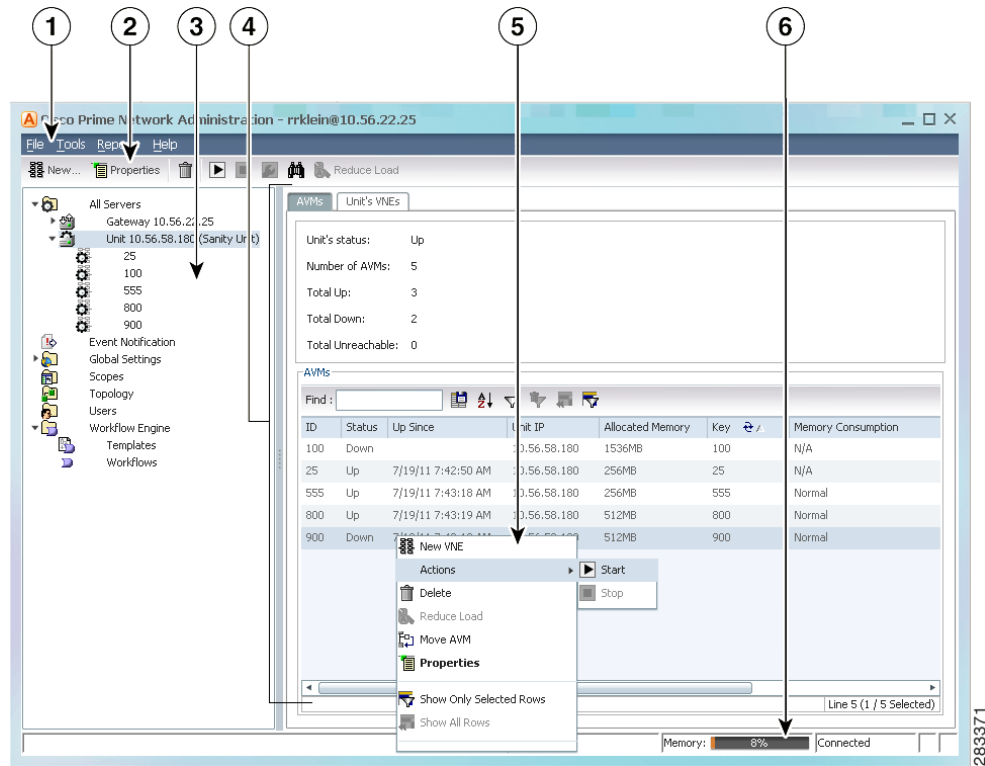 1 2 3 4 5 6
Cisco Prime Network Administration - rrklein@10.56.22.25
File Tools Reports Help
New... Properties Reduce Load
All Servers
Gateway 10.56.22.25
Unit 10.56.58.180 (Sanity Unit)
25
100
555
800
900
Event Notification
Global Settings
Scopes
Topology
Users
Workflow Engine
Templates
Workflows
AVMs Unit's VNEs
Unit's status: Up
Number of AVMs: 5
Total Up: 3
Total Down: 2
Total Unreachable: 0
AVMs
Find :
ID Status Up Since Unit IP Allocated Memory Key Memory Consumption
100 Down 10.56.58.180 1536MB 100 N/A
25 Up 7/19/11 7:42:50 AM 10.56.58.180 256MB 25 N/A
555 Up 7/19/11 7:43:18 AM 10.56.58.180 256MB 555 Normal
800 Up 7/19/11 7:43:19 AM 10.56.58.180 512MB 800 Normal
900 Down 512MB 900 Normal
New VNE
Actions
Start
Delete
Stop
Reduce Load
Move AVM
Properties
Show Only Selected Rows
Show All Rows
Line 5 (1 / 5 Selected)
Memory: 8% Connected
283371